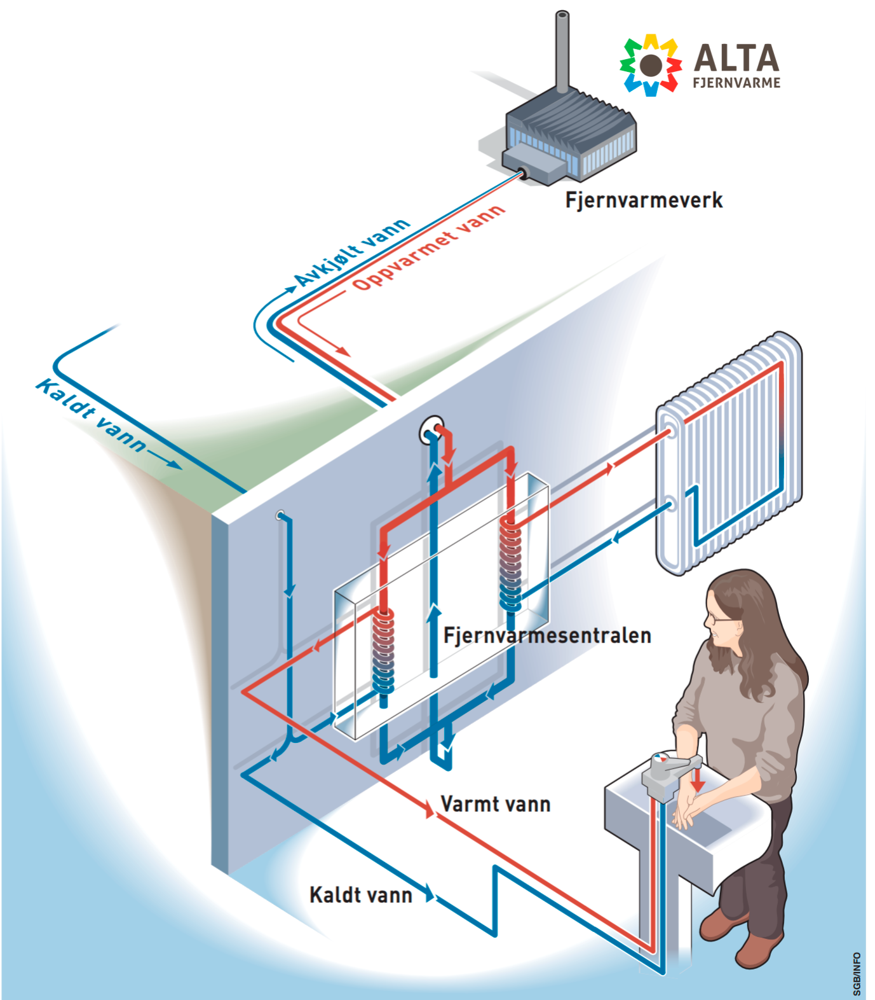 ALTA
FJERNVARME
Fjernvarmeverk
Avkjølt vann
Oppvarmet vann
Kaldt vann
Fjernvarmesentralen
Varmt vann
Kaldt vann
SGB/INFO